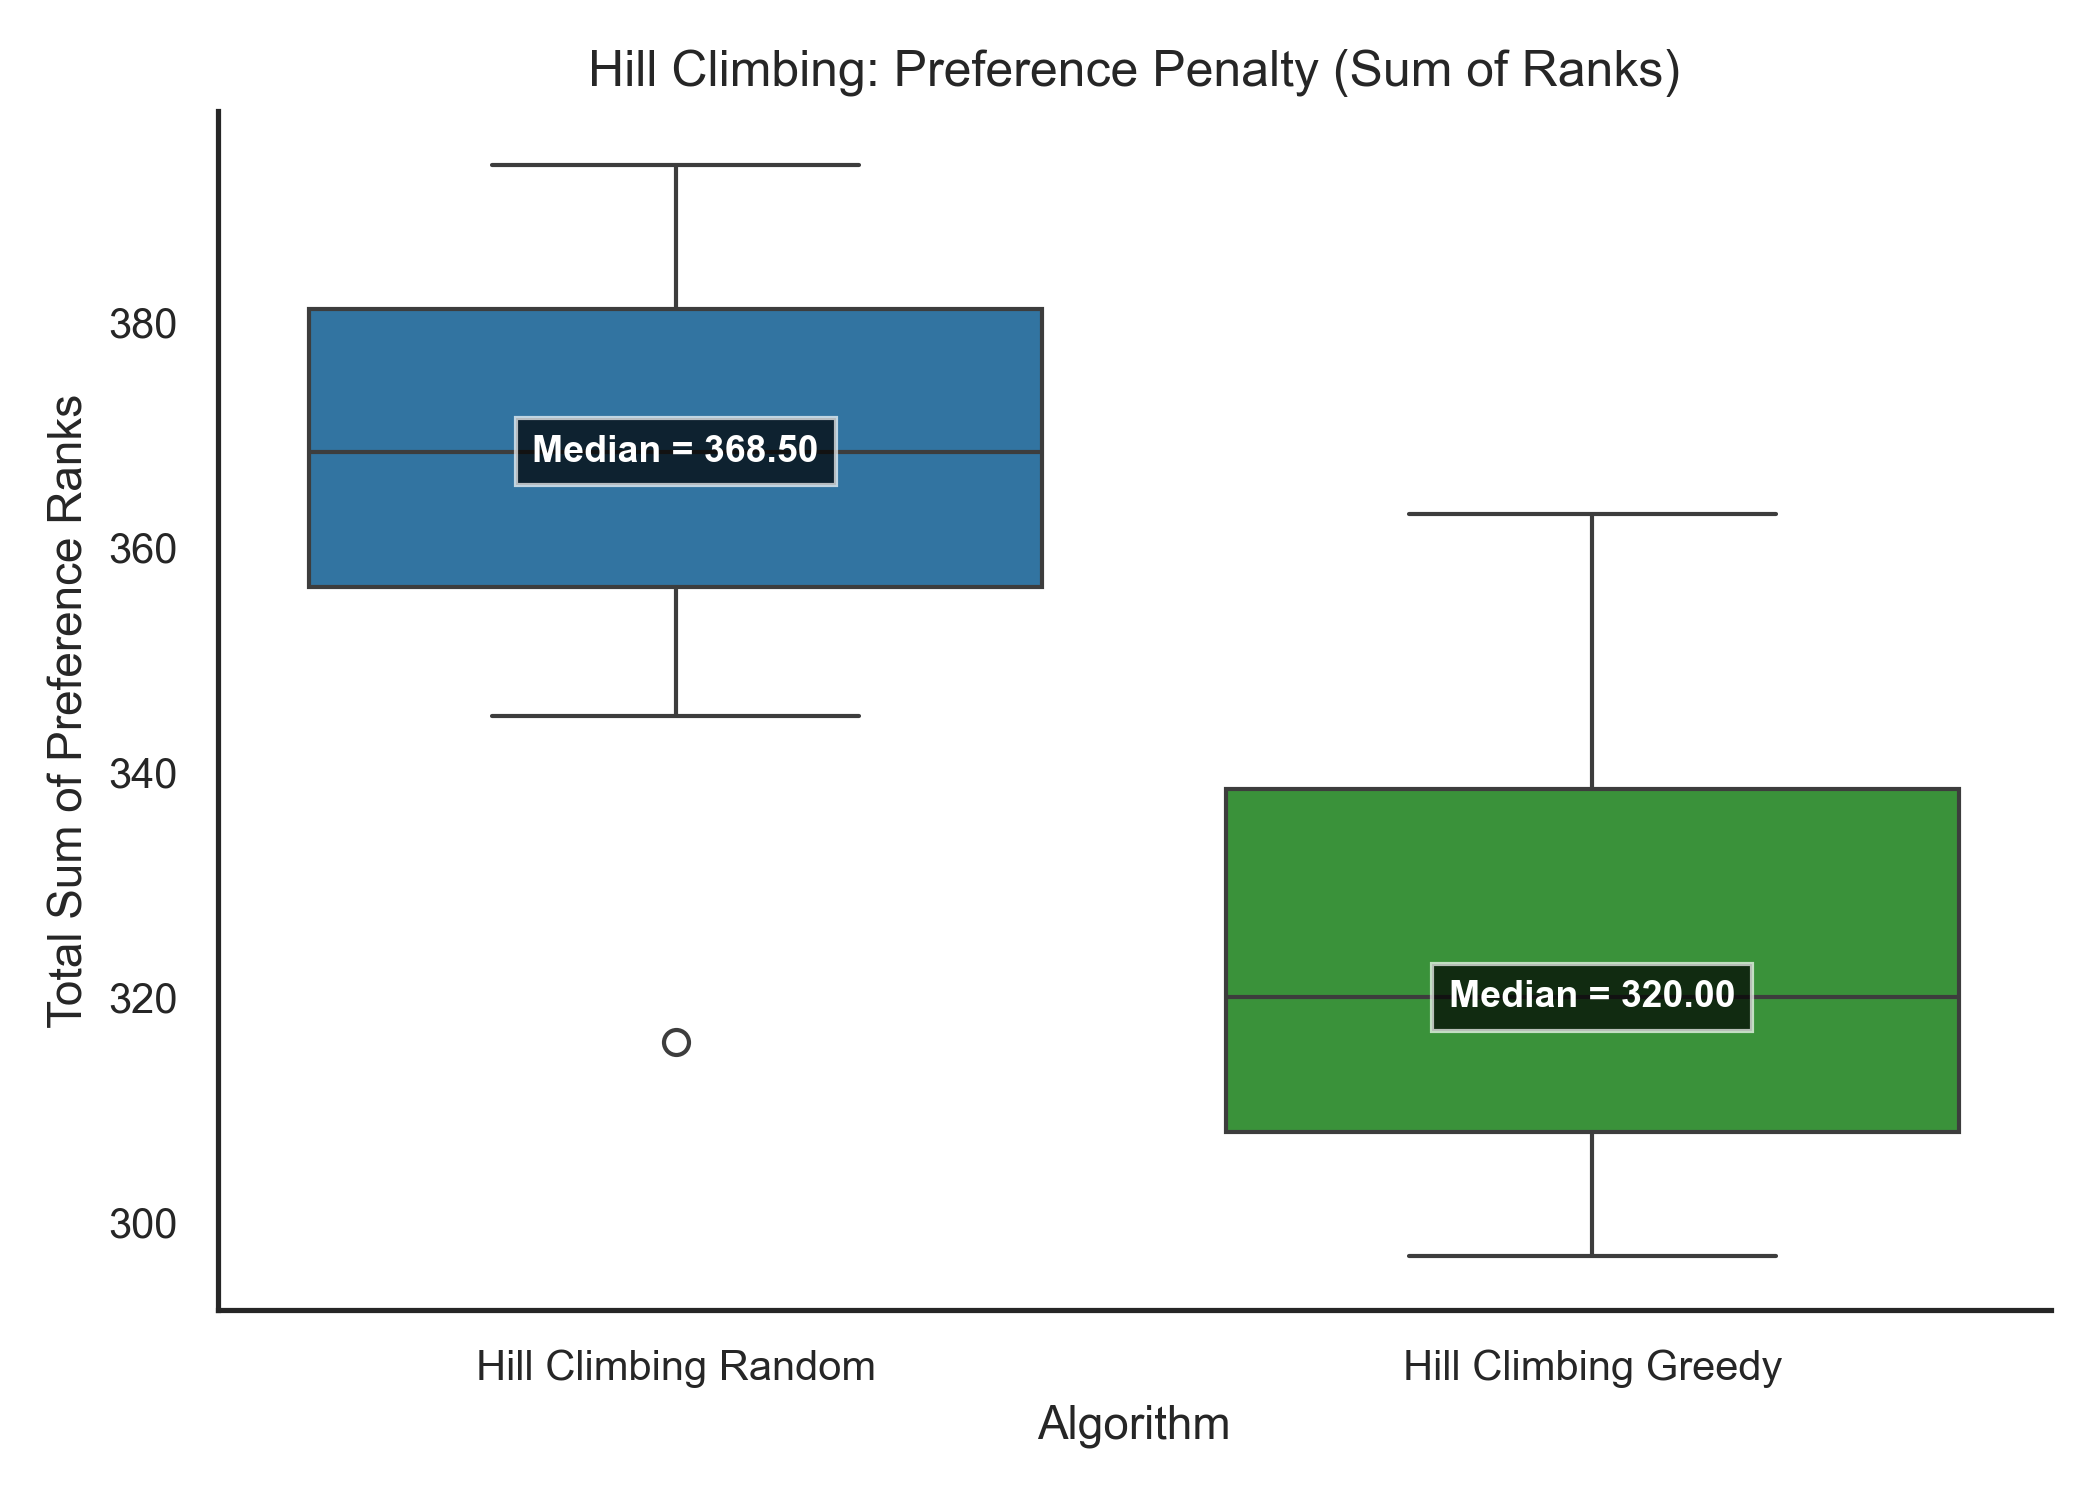 Hill Climbing: Preference Penalty (Sum of Ranks)
Total Sum of Preference Ranks
380
360
340
320
300
Median = 368.50
Median = 320.00
Hill Climbing Random
Hill Climbing Greedy
Algorithm